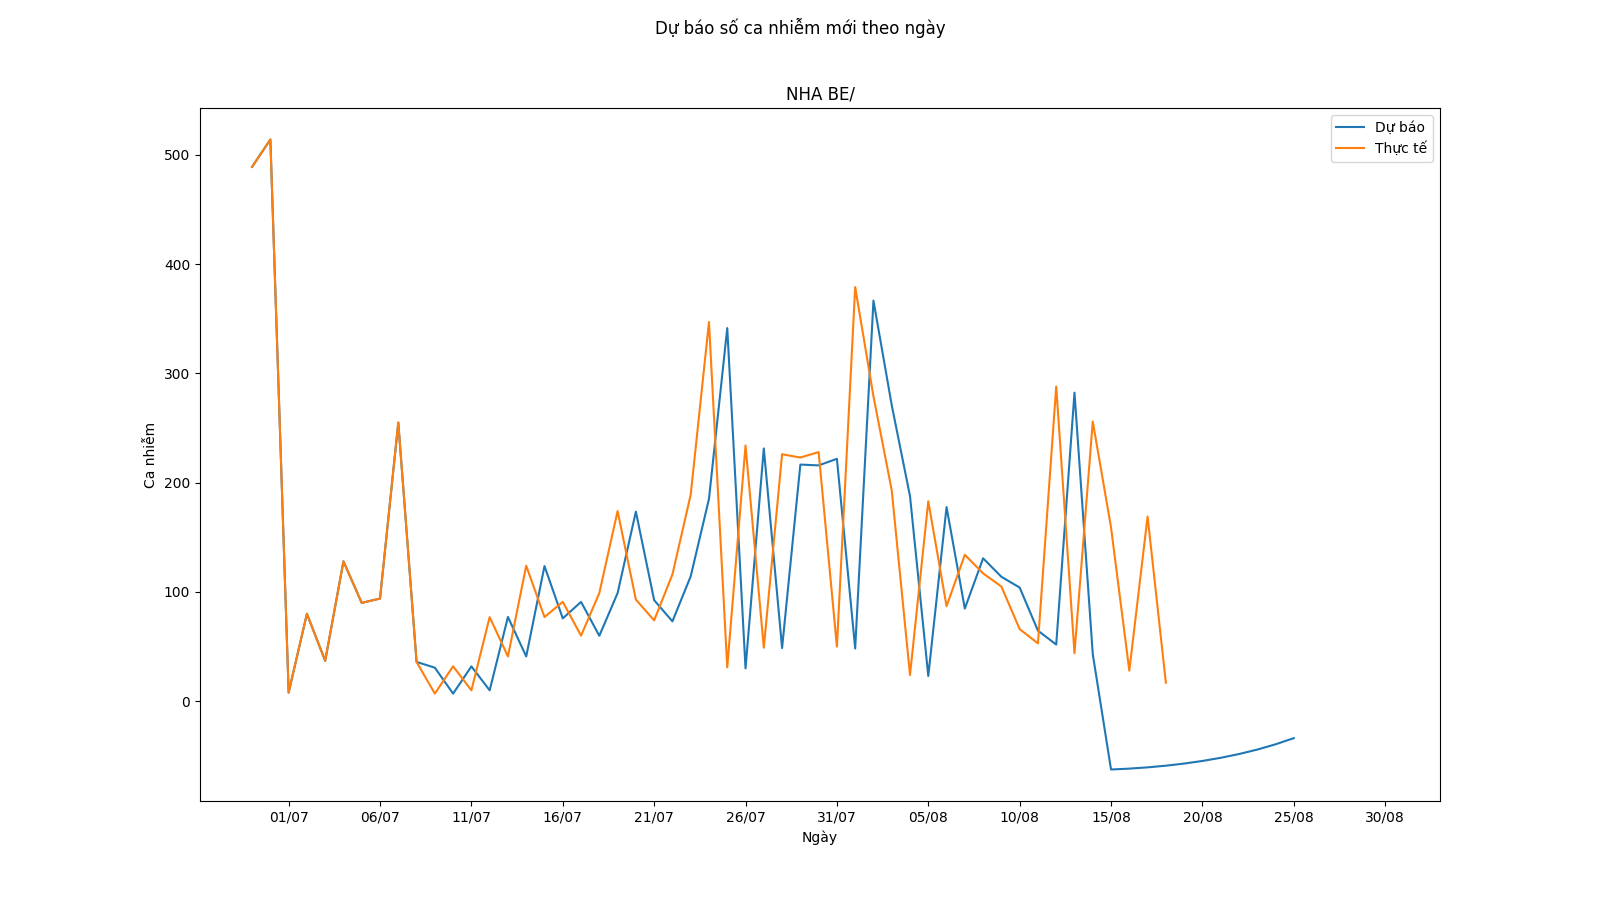 Dự báo số ca nhiễm mới theo ngày
NHA BE/
Dự báo
Thực tế
500
400
300
200
100
0
Ca nhiễm
01/07 06/07 11/07 16/07 21/07 26/07 31/07 05/08 10/08 15/08 20/08 25/08 30/08
Ngày